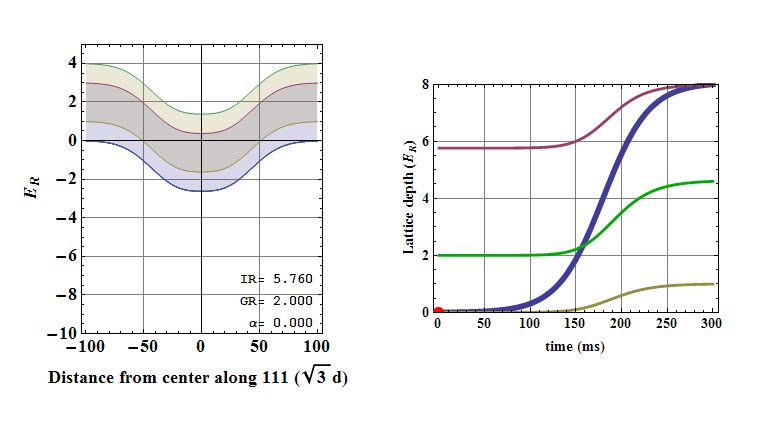 4
2
0
−2
−4
−6
−8
−10
E_R
IR= 5.760
GR= 2.000
α= 0.000
−100 −50 0 50 100
Distance from center along 111 (√3 d)
8
6
4
2
0
Lattice depth (E_R)
0 50 100 150 200 250 300
time (ms)